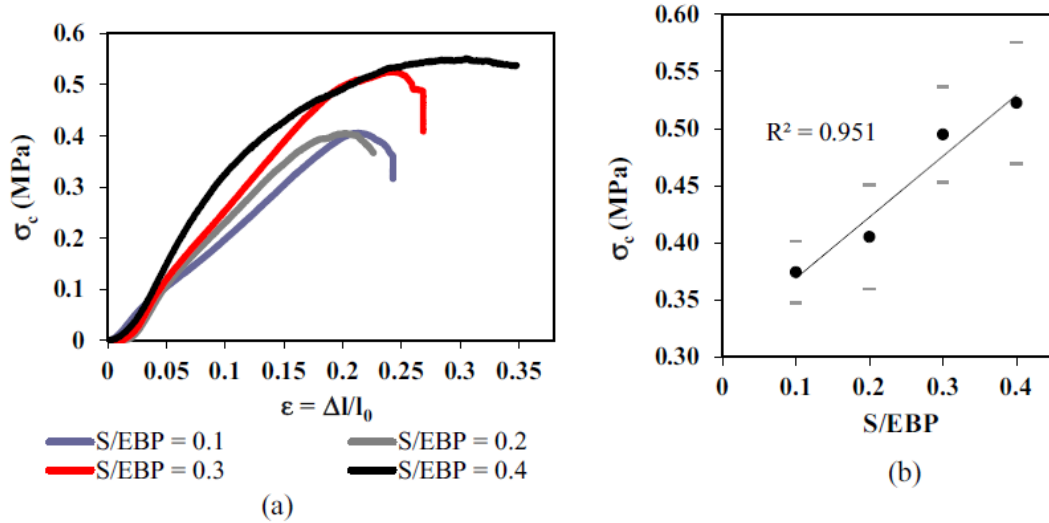 0.6
0.5
0.4
0.3
0.2
0.1
0
σc (MPa)
0 0.05 0.1 0.15 0.2 0.25 0.3 0.35
ε = Δl/l0
S/EBP = 0.1 S/EBP = 0.2
S/EBP = 0.3 S/EBP = 0.4
(a)
0.60
0.55
0.50
0.45
0.40
0.35
0.30
σc (MPa)
R² = 0.951
0 0.1 0.2 0.3 0.4
S/EBP
(b)